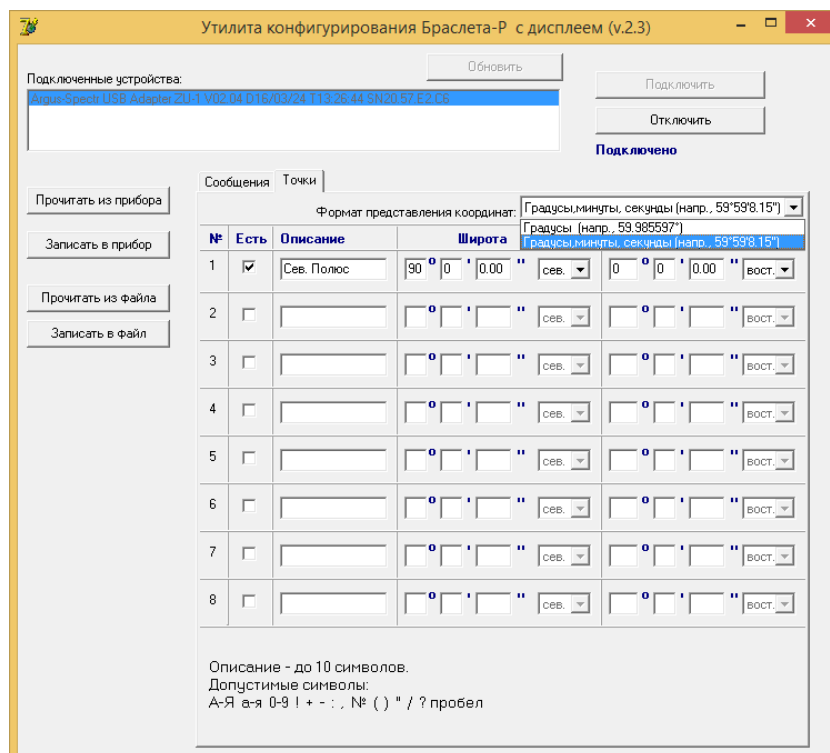 Утилита конфигурирования Браслета-Р с дисплеем (v.2.3)
Обновить
Подключенные устройства:
Подключить
Argus-Spectr USB Adapter ZU-1 V02.04 D16/03/24 T13:26:44 SN20.57.E2.C6
Отключить
Подключено
Сообщения Точки
Прочитать из прибора
Записать в прибор
Прочитать из файла
Записать в файл
Формат представления координат: Градусы,минуты, секунды (напр., 59°59'8.15")
Градусы (напр., 59.985597°)
Градусы,минуты, секунды (напр., 59°59'8.15")
№ Есть Описание Широта
1 Сев. Полюс 90 ° 0 ' 0.00 " сев. 0 ° 0 ' 0.00 " вост.
2 ° ' " сев. ° ' " вост.
3 ° ' " сев. ° ' " вост.
4 ° ' " сев. ° ' " вост.
5 ° ' " сев. ° ' " вост.
6 ° ' " сев. ° ' " вост.
7 ° ' " сев. ° ' " вост.
8 ° ' " сев. ° ' " вост.
Описание - до 10 символов.
Допустимые символы:
А-Я а-я 0-9 ! + - : , № ( ) " / ? пробел